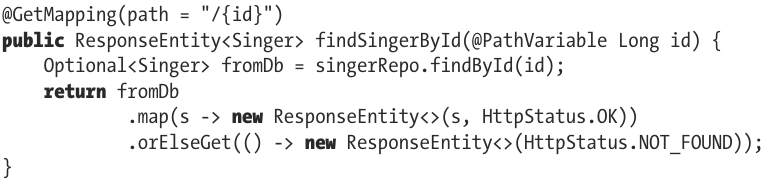 @GetMapping(path = "/{id}")
public ResponseEntity<Singer> findSingerById(@PathVariable Long id) {
    Optional<Singer> fromDb = singerRepo.findById(id);
    return fromDb
            .map(s -> new ResponseEntity<>(s, HttpStatus.OK))
            .orElseGet(() -> new ResponseEntity<>(HttpStatus.NOT_FOUND));
}